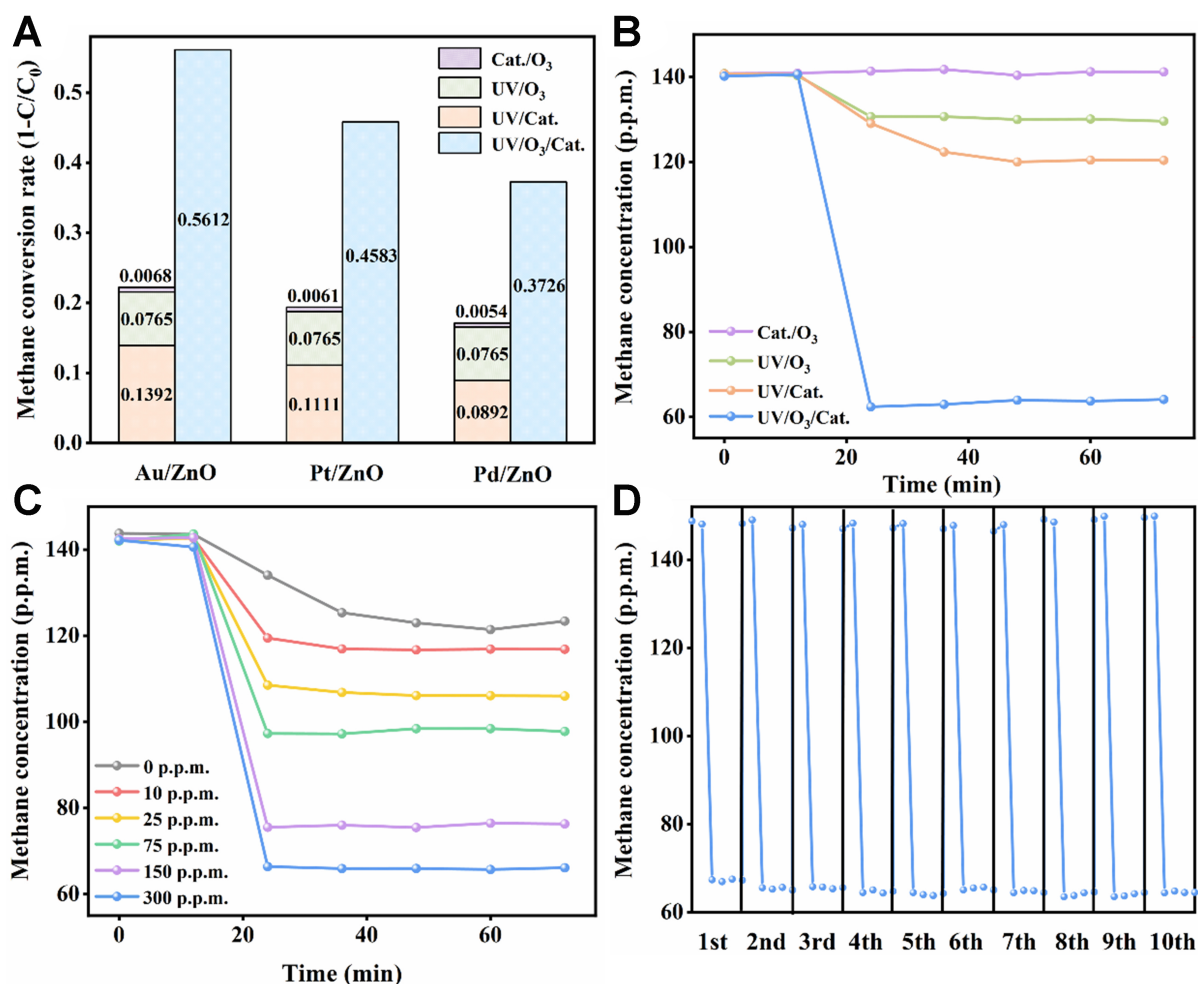 A
Methane conversion rate (1-C/C₀)
0.5
0.4
0.3
0.2
0.1
0.0
Cat./O₃
UV/O₃
UV/Cat.
UV/O₃/Cat.
0.0068
0.0765
0.1392
0.5612
0.0061
0.0765
0.1111
0.4583
0.0054
0.0765
0.0892
0.3726
Au/ZnO
Pt/ZnO
Pd/ZnO
B
Methane concentration (p.p.m.)
140
120
100
80
60
Cat./O₃
UV/O₃
UV/Cat.
UV/O₃/Cat.
0
20
40
60
Time (min)
C
Methane concentration (p.p.m.)
140
120
100
80
60
0 p.p.m.
10 p.p.m.
25 p.p.m.
75 p.p.m.
150 p.p.m.
300 p.p.m.
0
20
40
60
Time (min)
D
Methane concentration (p.p.m.)
140
120
100
80
60
1st
2nd
3rd
4th
5th
6th
7th
8th
9th
10th